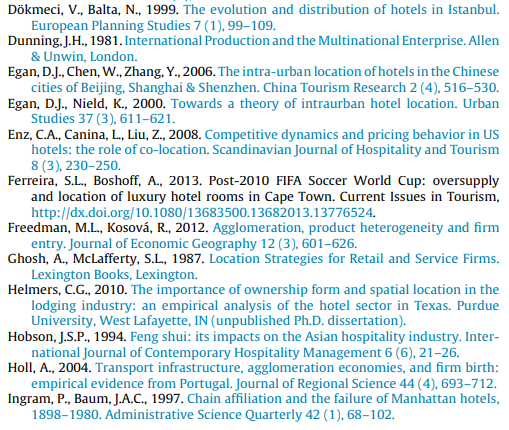 Dökmeci, V., Balta, N., 1999. The evolution and distribution of hotels in Istanbul.
European Planning Studies 7 (1), 99–109.
Dunning, J.H., 1981. International Production and the Multinational Enterprise. Allen
& Unwin, London.
Egan, D.J., Chen, W., Zhang, Y., 2006. The intra-urban location of hotels in the Chinese
cities of Beijing, Shanghai & Shenzhen. China Tourism Research 2 (4), 516–530.
Egan, D.J., Nield, K., 2000. Towards a theory of intraurban hotel location. Urban
Studies 37 (3), 611–621.
Enz, C.A., Canina, L., Liu, Z., 2008. Competitive dynamics and pricing behavior in US
hotels: the role of co-location. Scandinavian Journal of Hospitality and Tourism
8 (3), 230–250.
Ferreira, S.L., Boshoff, A., 2013. Post-2010 FIFA Soccer World Cup: oversupply
and location of luxury hotel rooms in Cape Town. Current Issues in Tourism,
http://dx.doi.org/10.1080/13683500.13682013.13776524.
Freedman, M.L., Kosová, R., 2012. Agglomeration, product heterogeneity and firm
entry. Journal of Economic Geography 12 (3), 601–626.
Ghosh, A., McLafferty, S.L., 1987. Location Strategies for Retail and Service Firms.
Lexington Books, Lexington.
Helmers, C.G., 2010. The importance of ownership form and spatial location in the
lodging industry: an empirical analysis of the hotel sector in Texas. Purdue
University, West Lafayette, IN (unpublished Ph.D. dissertation).
Hobson, J.S.P., 1994. Feng shui: its impacts on the Asian hospitality industry. Inter-
national Journal of Contemporary Hospitality Management 6 (6), 21–26.
Holl, A., 2004. Transport infrastructure, agglomeration economies, and firm birth:
empirical evidence from Portugal. Journal of Regional Science 44 (4), 693–712.
Ingram, P., Baum, J.A.C., 1997. Chain affiliation and the failure of Manhattan hotels,
1898–1980. Administrative Science Quarterly 42 (1), 68–102.